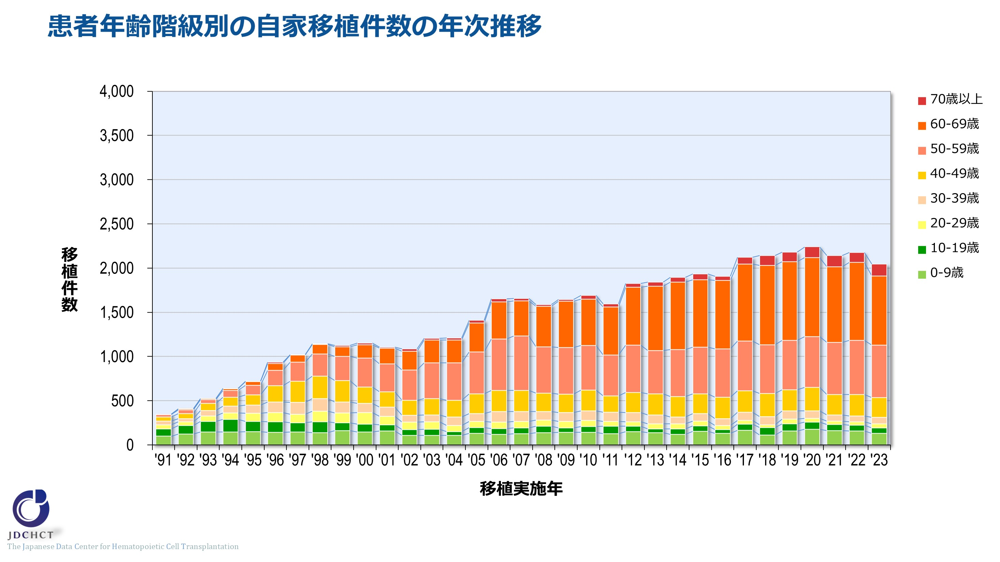 患者年齢階級別の自家移植件数の年次推移
4,000
3,500
3,000
2,500
2,000
1,500
1,000
500
0
移植件数
'91 '92 '93 '94 '95 '96 '97 '98 '99 '00 '01 '02 '03 '04 '05 '06 '07 '08 '09 '10 '11 '12 '13 '14 '15 '16 '17 '18 '19 '20 '21 '22 '23
移植実施年
70歳以上
60-69歳
50-59歳
40-49歳
30-39歳
20-29歳
10-19歳
0-9歳
JDCHCT
The Japanese Data Center for Hematopoietic Cell Transplantation